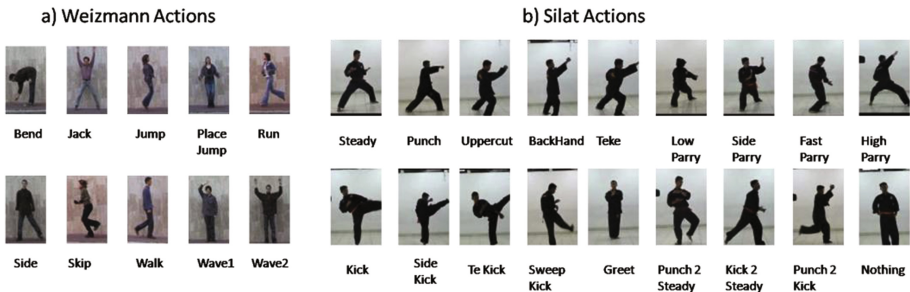 a) Weizmann Actions
Bend Jack Jump Place Jump Run
Side Skip Walk Wave1 Wave2
b) Silat Actions
Steady Punch Uppercut BackHand Teke Low Parry Side Parry Fast Parry High Parry
Kick Side Kick Te Kick Sweep Kick Greet Punch 2 Steady Kick 2 Steady Punch 2 Kick Nothing